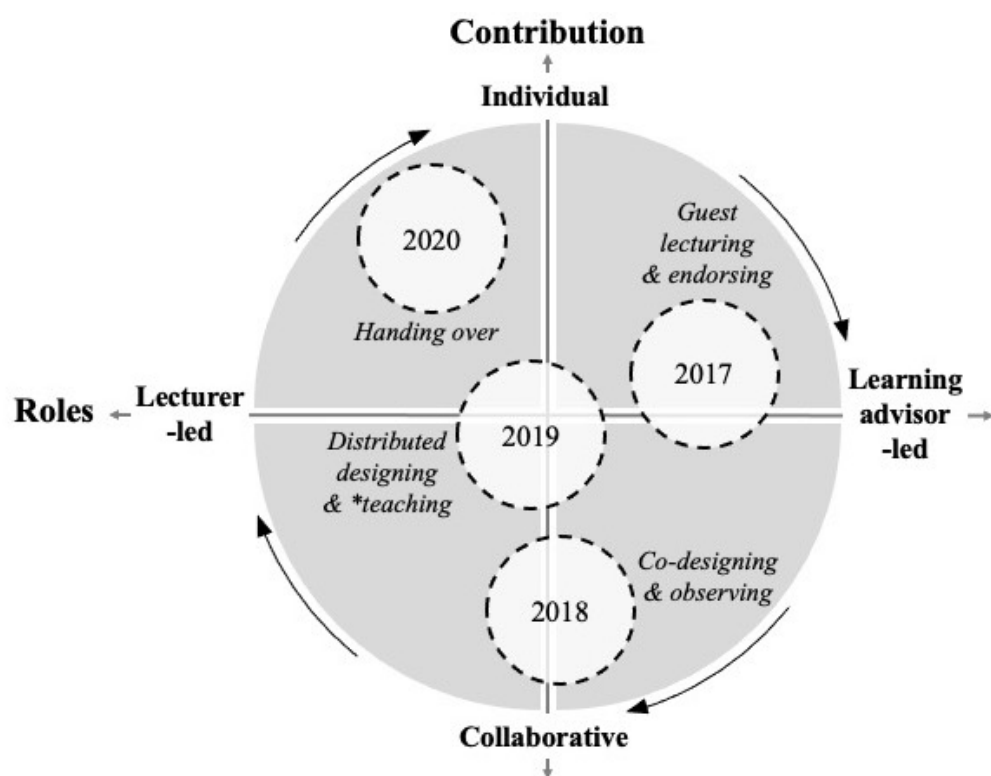 Contribution
Individual
Guest
lecturing
& endorsing
2020
Handing over
2017
Roles
Lecturer
-led
Learning
advisor
-led
2019
Distributed
designing
& *teaching
Co-designing
& observing
2018
Collaborative